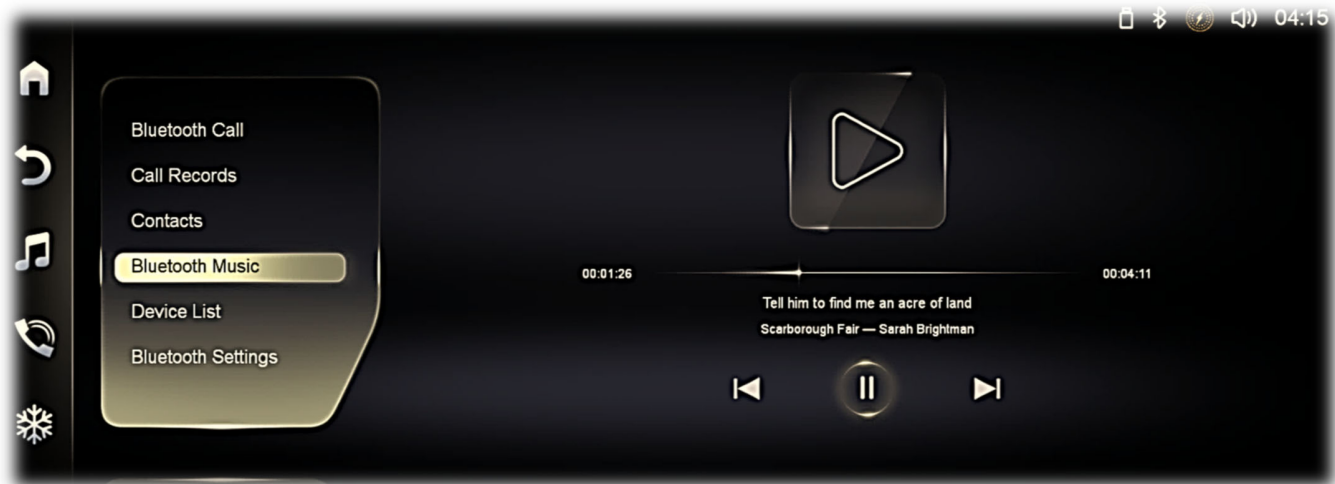 04:15
Bluetooth Call
Call Records
Contacts
Bluetooth Music
Device List
Bluetooth Settings
00:01:26
00:04:11
Tell him to find me an acre of land
Scarborough Fair — Sarah Brightman